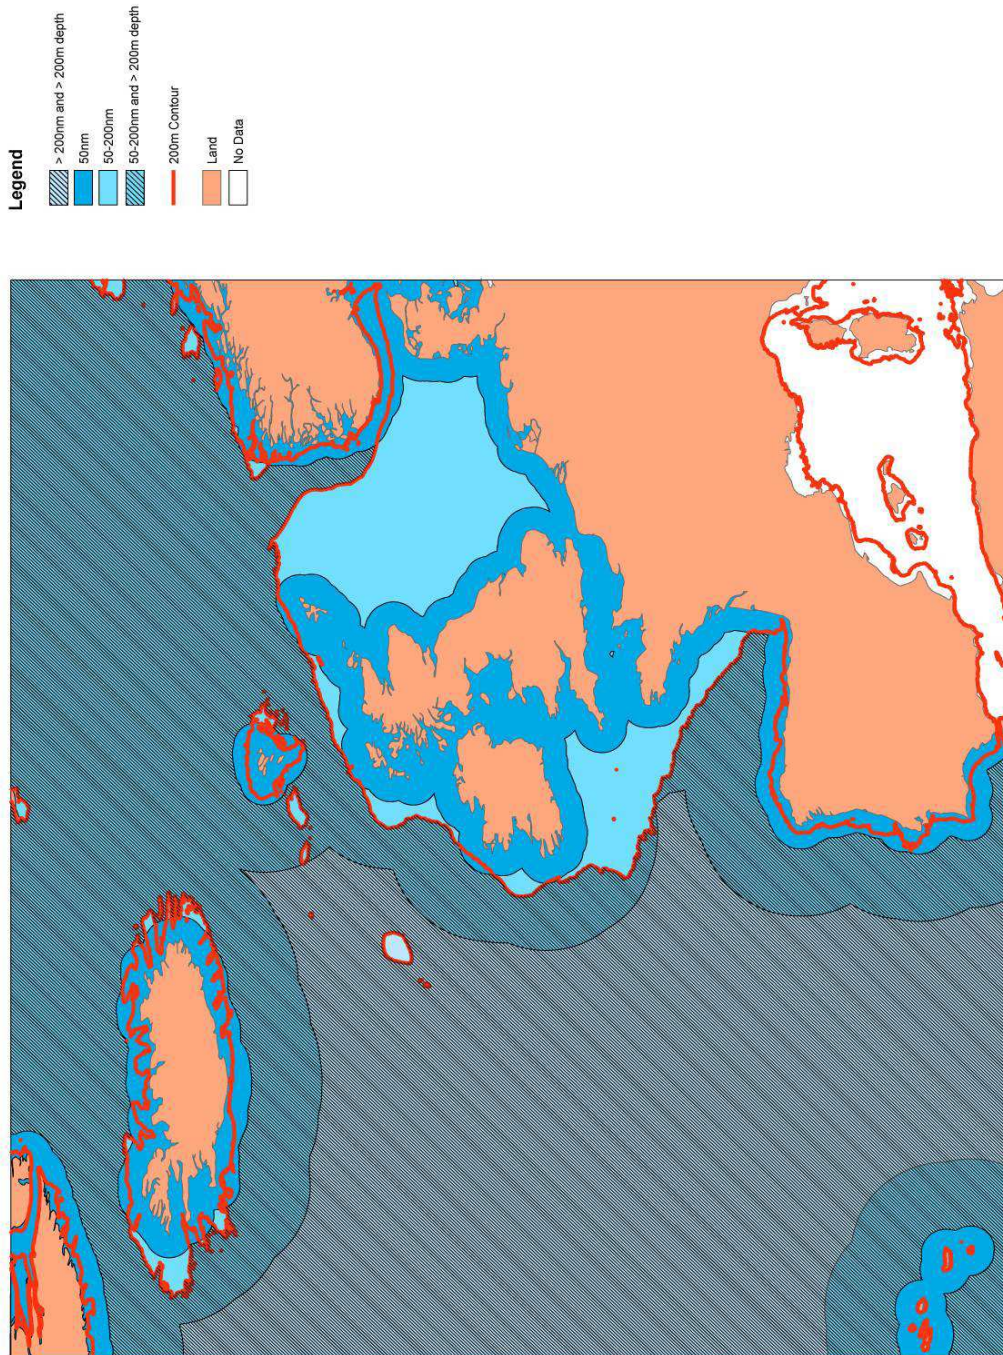 Legend
> 200nm and > 200m depth
50nm
50-200nm
50-200nm and > 200m depth
200m Contour
Land
No Data